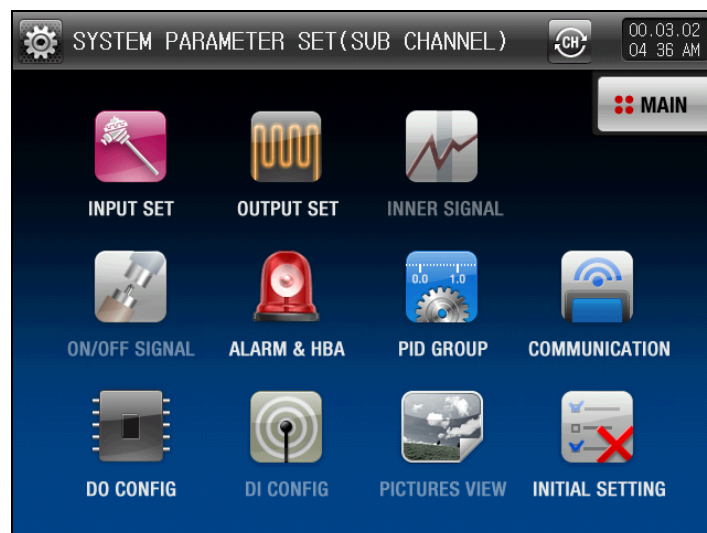 SYSTEM PARAMETER SET(SUB CHANNEL)
CH
00.03.02
04 36 AM
MAIN
INPUT SET
OUTPUT SET
INNER SIGNAL
0.0 1.0
ON/OFF SIGNAL
ALARM & HBA
PID GROUP
COMMUNICATION
DO CONFIG
DI CONFIG
PICTURES VIEW
INITIAL SETTING